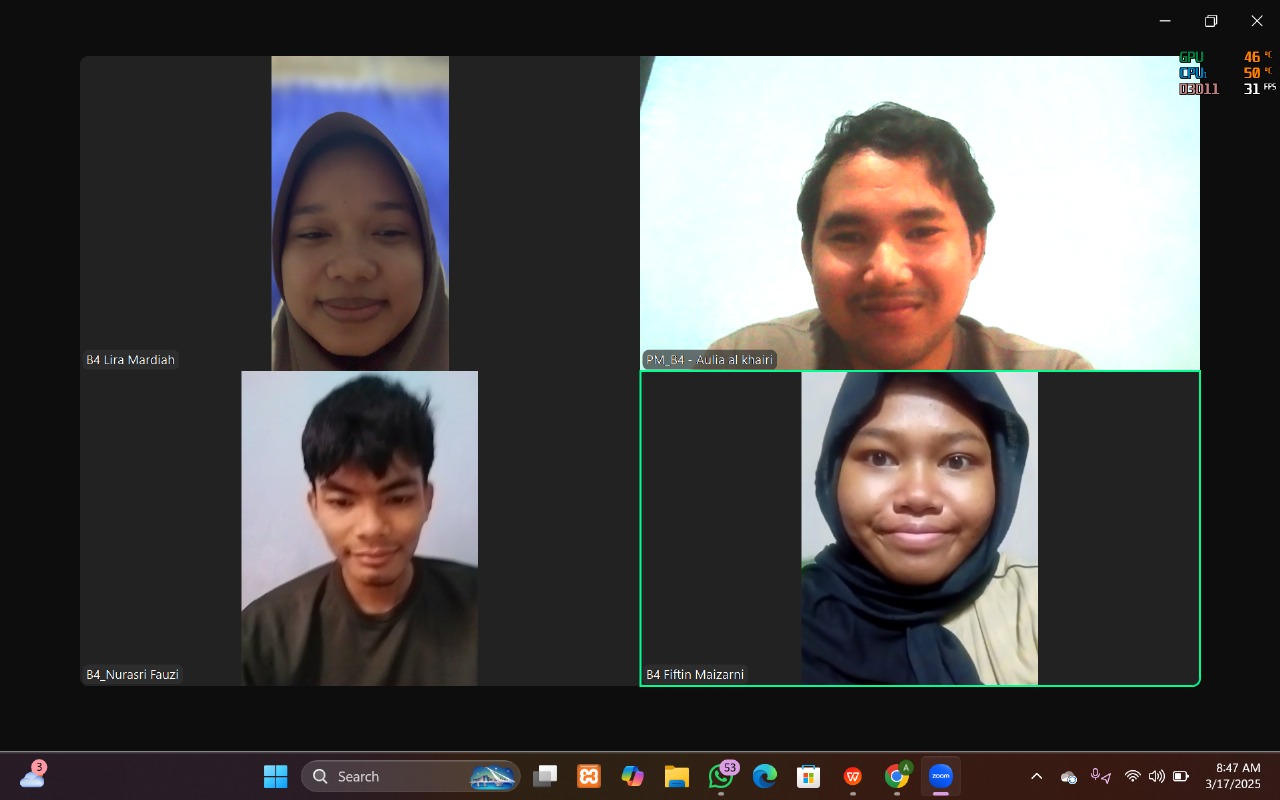 GPU 46 °C
CPU1 50 °C
D3D11 31 FPS
B4 Lira Mardiah
PM_B4 - Aulia al khairi
B4_Nurasri Fauzi
B4 Fiftin Maizarni
3
Search
53
A
zoom
8:47 AM
3/17/2025